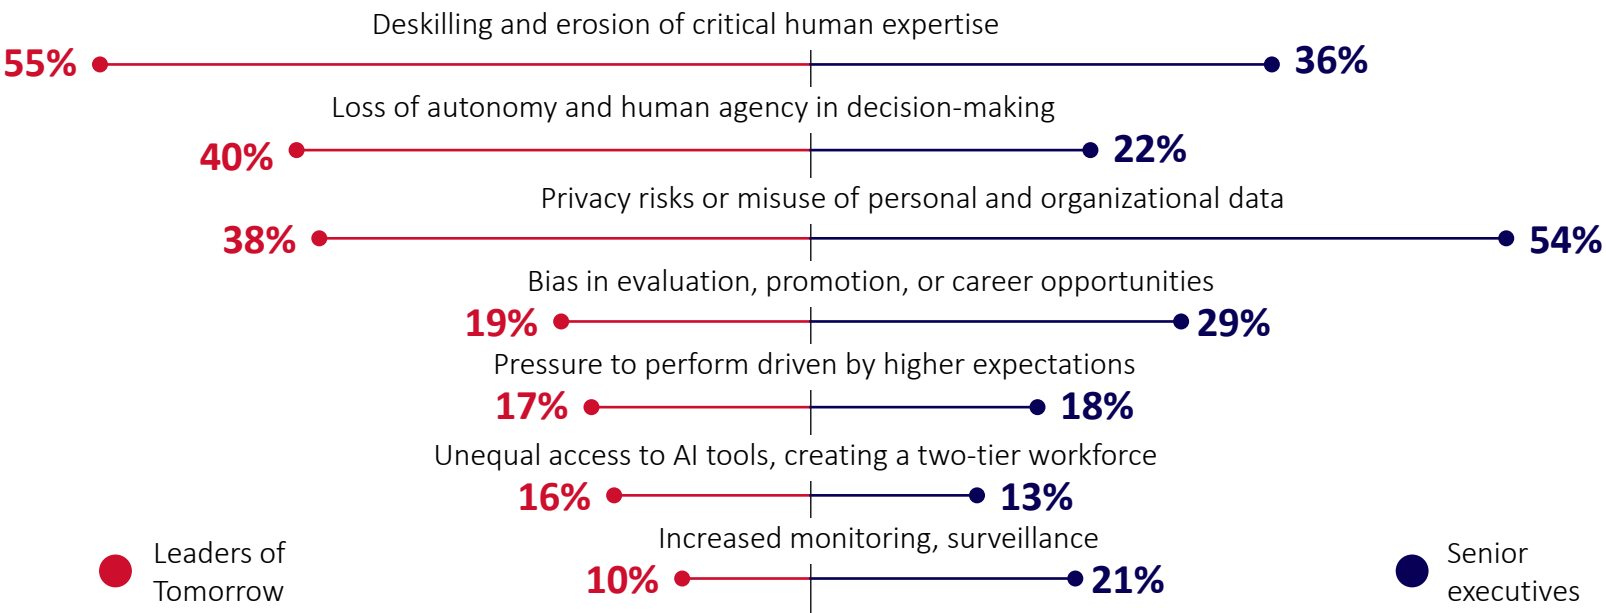 Deskilling and erosion of critical human expertise
55% 36%
Loss of autonomy and human agency in decision-making
40% 22%
Privacy risks or misuse of personal and organizational data
38% 54%
Bias in evaluation, promotion, or career opportunities
19% 29%
Pressure to perform driven by higher expectations
17% 18%
Unequal access to AI tools, creating a two-tier workforce
16% 13%
Increased monitoring, surveillance
10% 21%
Leaders of
Tomorrow
Senior
executives